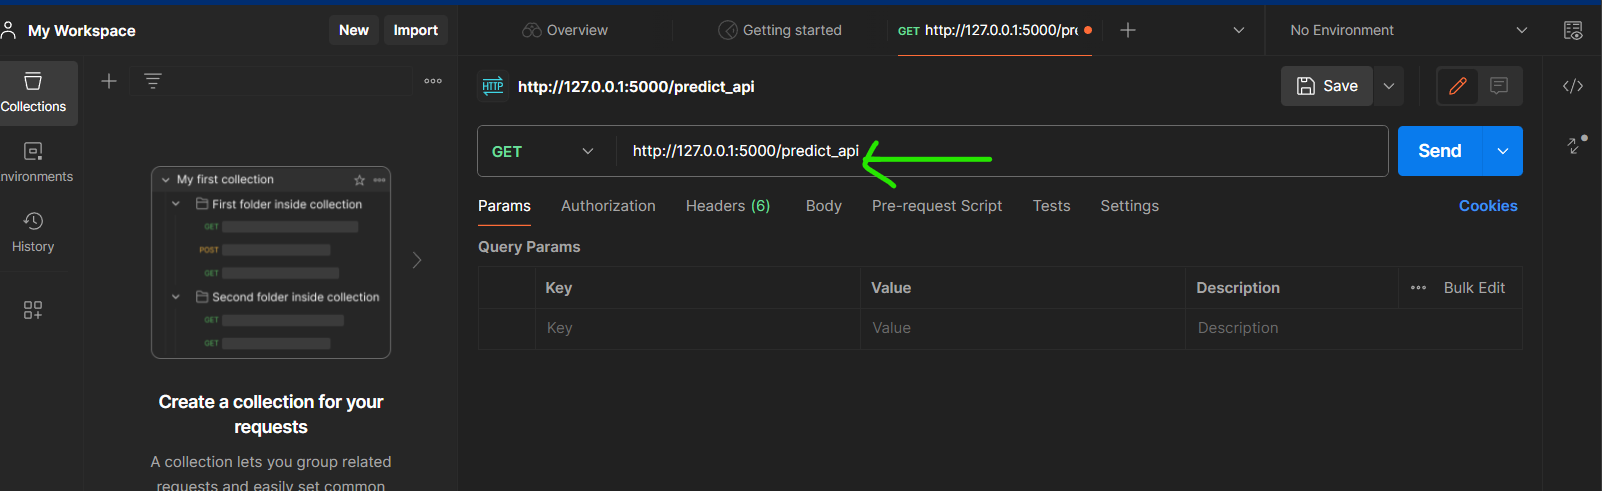 My Workspace
New
Import
Overview
Getting started
GET http://127.0.0.1:5000/pre
No Environment
Collections
nvironments
History
HTTP
http://127.0.0.1:5000/predict_api
Save
GET
http://127.0.0.1:5000/predict_api
Send
Params
Authorization
Headers (6)
Body
Pre-request Script
Tests
Settings
Cookies
Query Params
Key
Value
Description
Bulk Edit
Key
Value
Description
My first collection
First folder inside collection
GET
POST
GET
Second folder inside collection
GET
GET
Create a collection for your
requests
A collection lets you group related
requests and easily set common